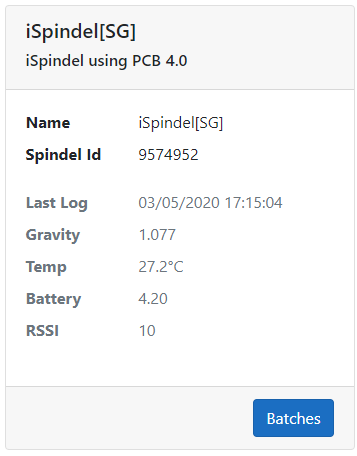 iSpindel[SG]
iSpindel using PCB 4.0
Name iSpindel[SG]
Spindel Id 9574952
Last Log 03/05/2020 17:15:04
Gravity 1.077
Temp 27.2°C
Battery 4.20
RSSI 10
Batches